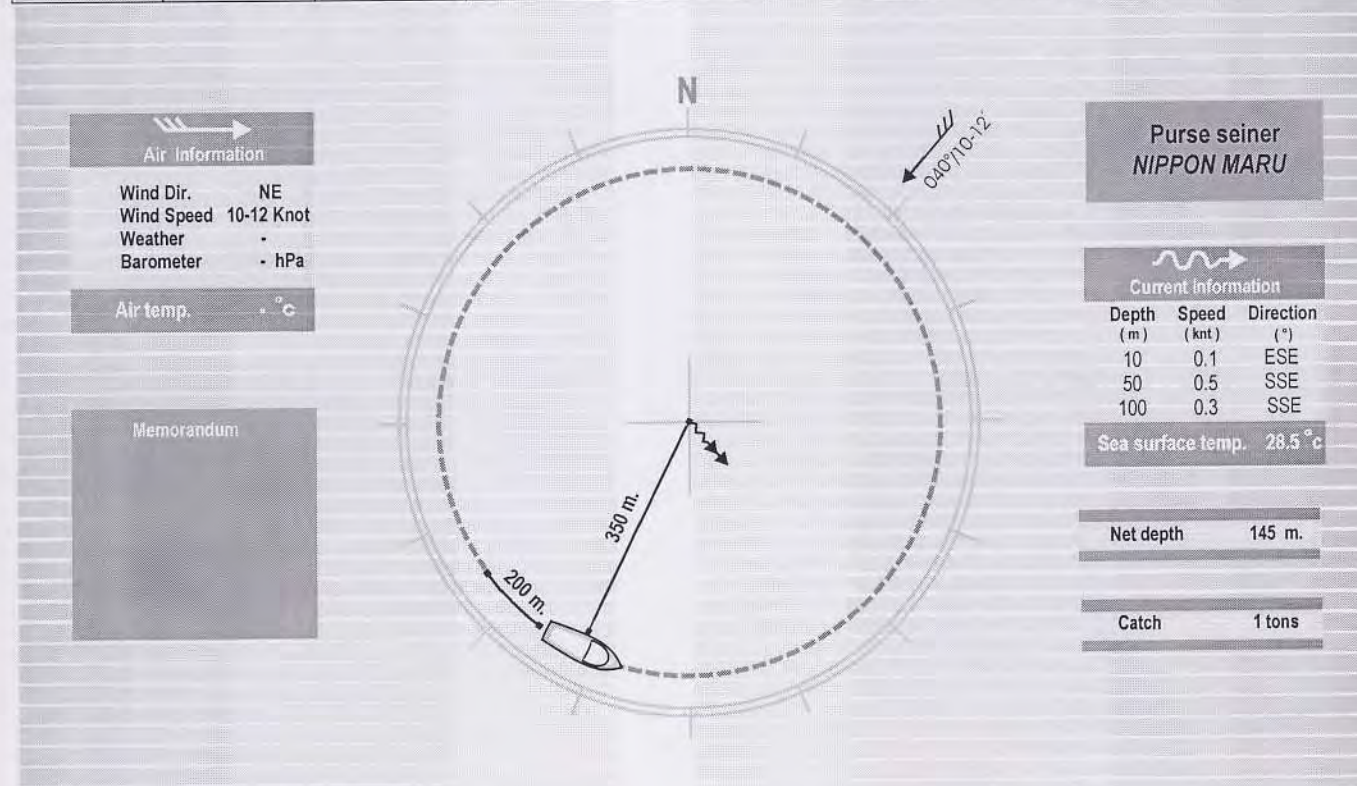 N
040°/10-12'
Air Information
Wind Dir. NE
Wind Speed 10-12 Knot
Weather -
Barometer - hPa
Air temp. - °c
Memorandum
350 m.
200 m.
Purse seiner
NIPPON MARU
Current information
Depth Speed Direction
(m) (knt) (°)
10 0.1 ESE
50 0.5 SSE
100 0.3 SSE
Sea surface temp. 28.5 °c
Net depth 145 m.
Catch 1 tons